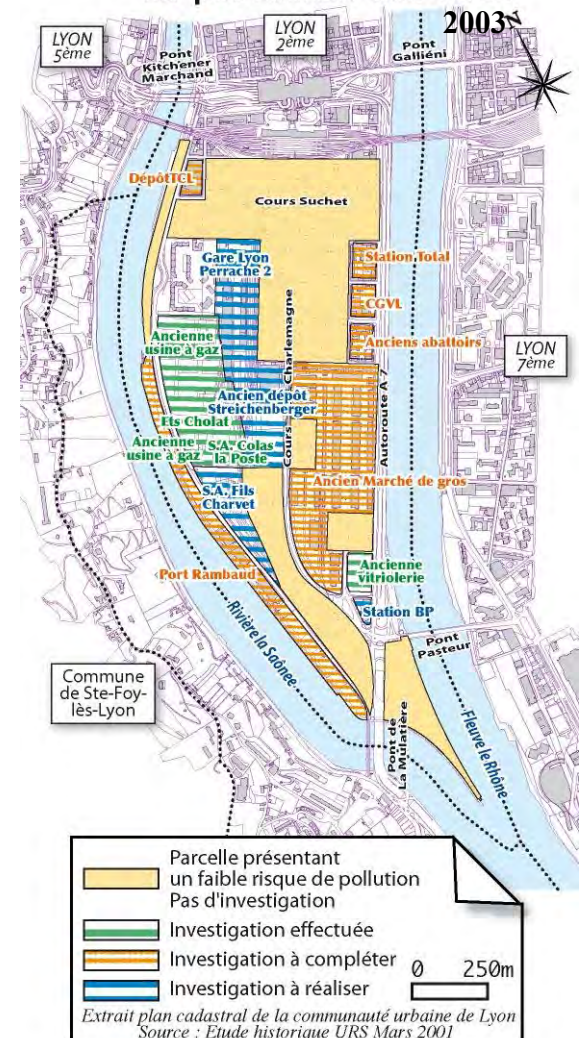 2003
N
LYON
5ème
LYON
2ème
Pont
Kitchener
Marchand
Pont
Galliéni
DépôtTCL
Cours Suchet
Gare Lyon
Perrache 2
Station Total
CGVL
Anciens abattoirs
LYON
7ème
Ancienne
usine à gaz
Cours Charlemagne
Autoroute A-7
Ancien dépôt
Streichenberger
Ets Cholat
Ancienne
usine à gaz
S.A. Colas
la Poste
S.A. Fils
Charvet
Ancien Marché de gros
Port Rambaud
Ancienne
vitriolerie
Station BP
Rivière la Saônee
Pont
Pasteur
Commune
de Ste-Foy-
lès-Lyon
Pont de
La Mulatière
Fleuve le Rhône
Parcelle présentant
un faible risque de pollution
Pas d'investigation
Investigation effectuée
Investigation à compléter
Investigation à réaliser
0 250m
Extrait plan cadastral de la communauté urbaine de Lyon
Source : Etude historique URS Mars 2001